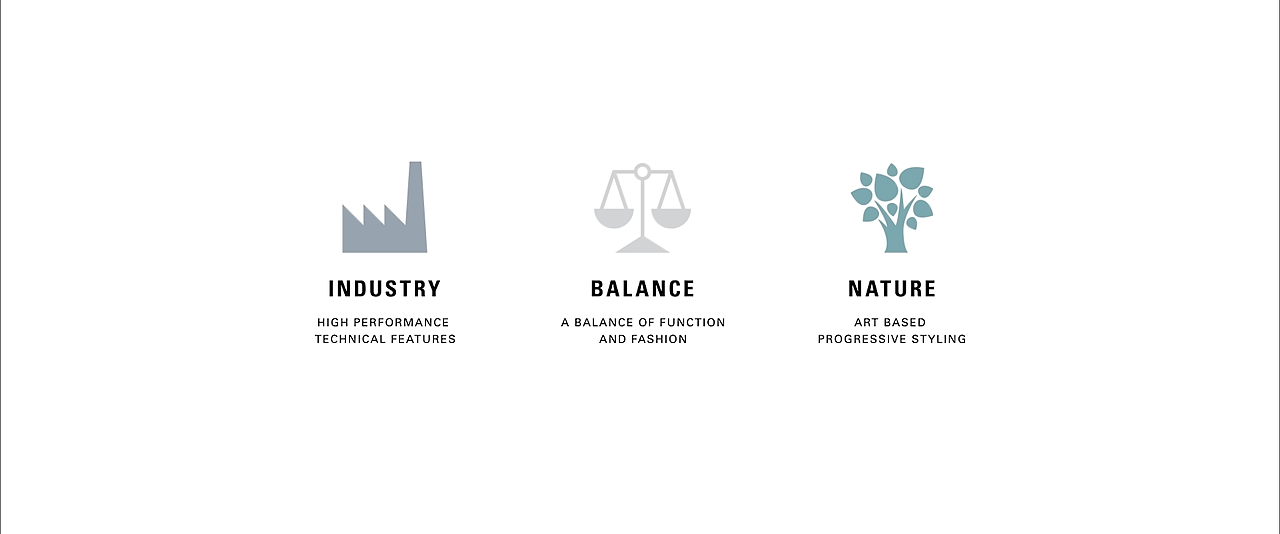 INDUSTRY
HIGH PERFORMANCE
TECHNICAL FEATURES
BALANCE
A BALANCE OF FUNCTION
AND FASHION
NATURE
ART BASED
PROGRESSIVE STYLING